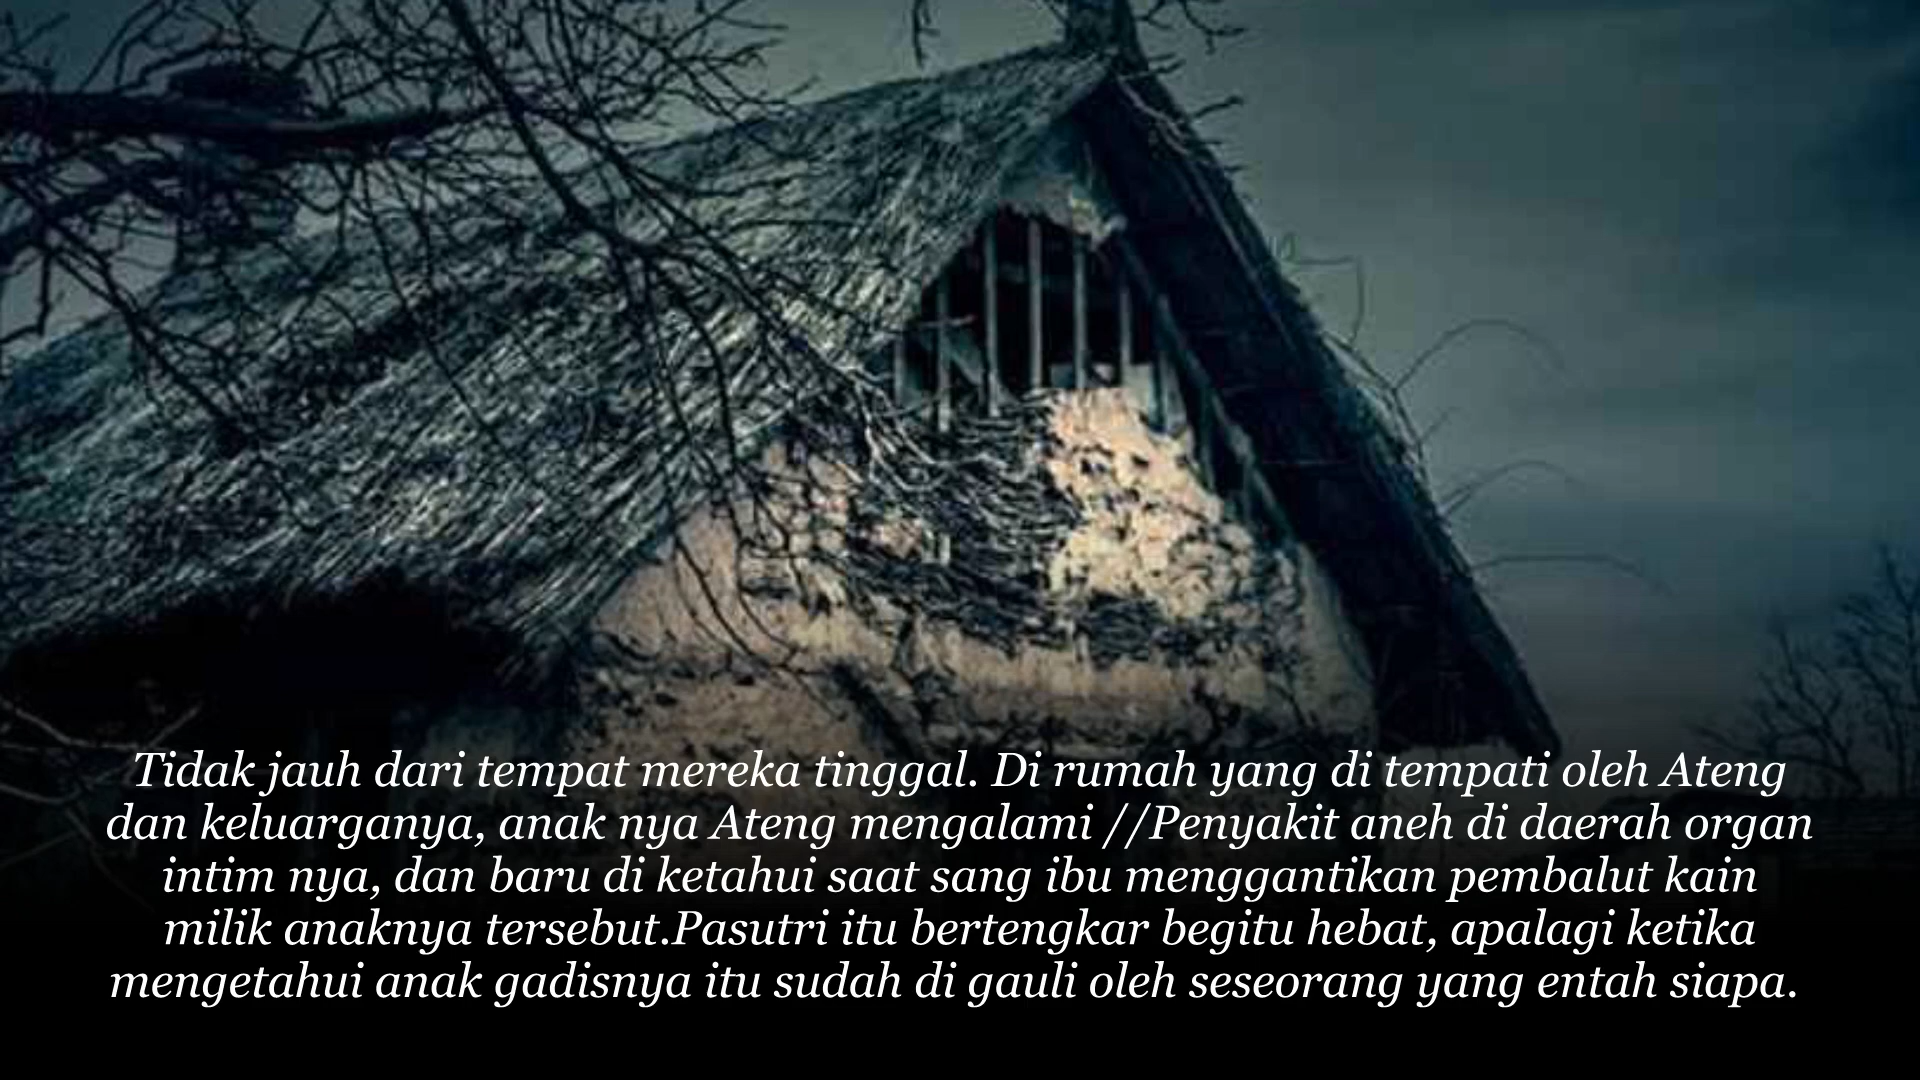 Tidak jauh dari tempat mereka tinggal. Di rumah yang di tempati oleh Ateng
dan keluarganya, anak nya Ateng mengalami //Penyakit aneh di daerah organ
intim nya, dan baru di ketahui saat sang ibu menggantikan pembalut kain
milik anaknya tersebut.Pasutri itu bertengkar begitu hebat, apalagi ketika
mengetahui anak gadisnya itu sudah di gauli oleh seseorang yang entah siapa.